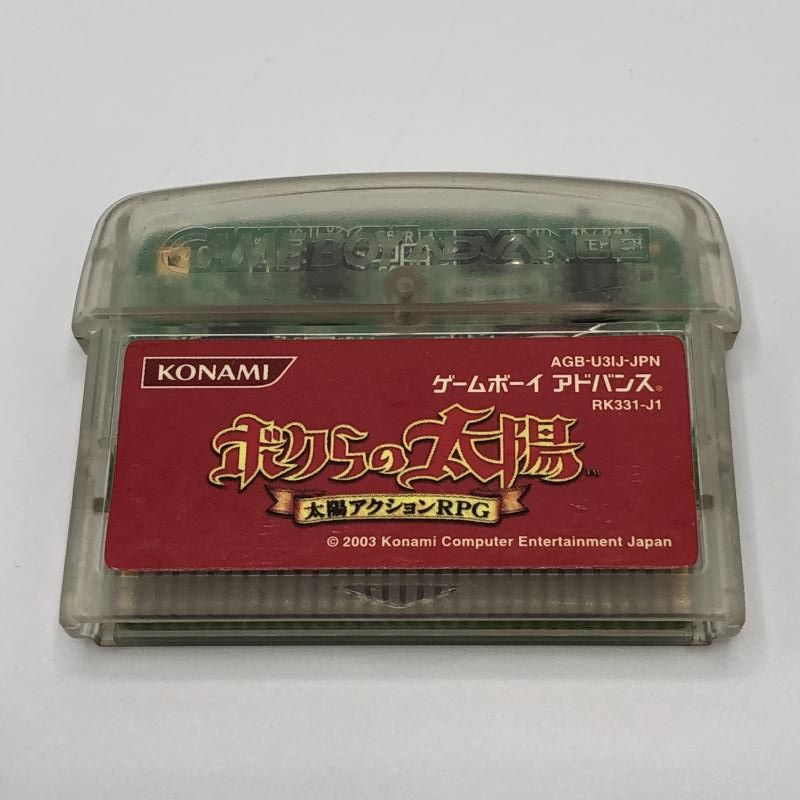 GAME BOY ADVANCE
KONAMI
AGB-U3IJ-JPN
ゲームボーイ アドバンス®
RK331-J1
ボクらの太陽™
太陽アクションRPG
© 2003 Konami Computer Entertainment Japan